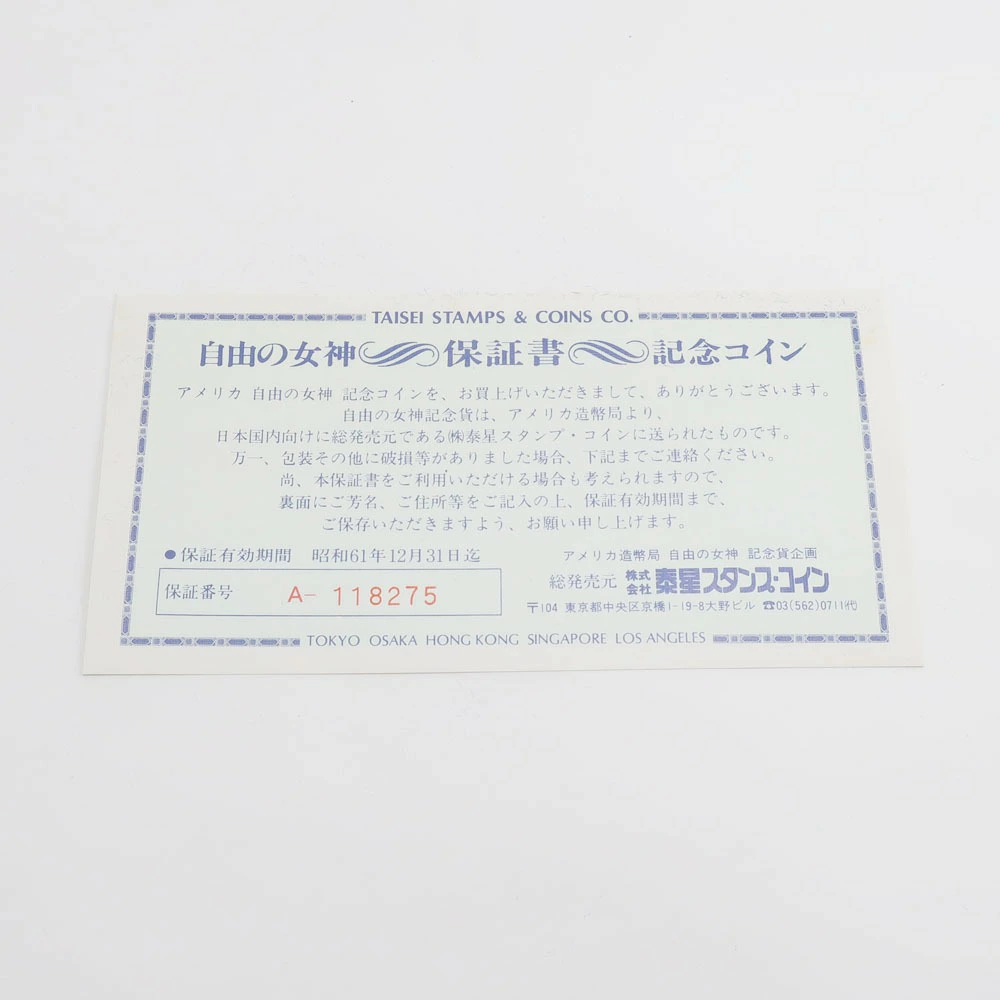 TAISEI STAMPS & COINS CO.
自由の女神 保証書 記念コイン
アメリカ 自由の女神 記念コインを、お買上げいただきまして、ありがとうございます。
自由の女神記念貨は、アメリカ造幣局より、
日本国内向けに総発売元である㈱泰星スタンプ・コインに送られたものです。
万一、包装その他に破損等がありました場合、下記までご連絡ください。
尚、本保証書をご利用いただける場合も考えられますので、
裏面にご芳名、ご住所等をご記入の上、保証有効期間まで、
ご保存いただきますよう、お願い申し上げます。
●保証有効期間 昭和61年12月31日迄
保証番号 A- 118275
アメリカ造幣局 自由の女神 記念貨企画
総発売元 株式会社 泰星スタンプ・コイン
〒104 東京都中央区京橋1-19-8大野ビル ☎03(562)0711(代)
TOKYO OSAKA HONG KONG SINGAPORE LOS ANGELES